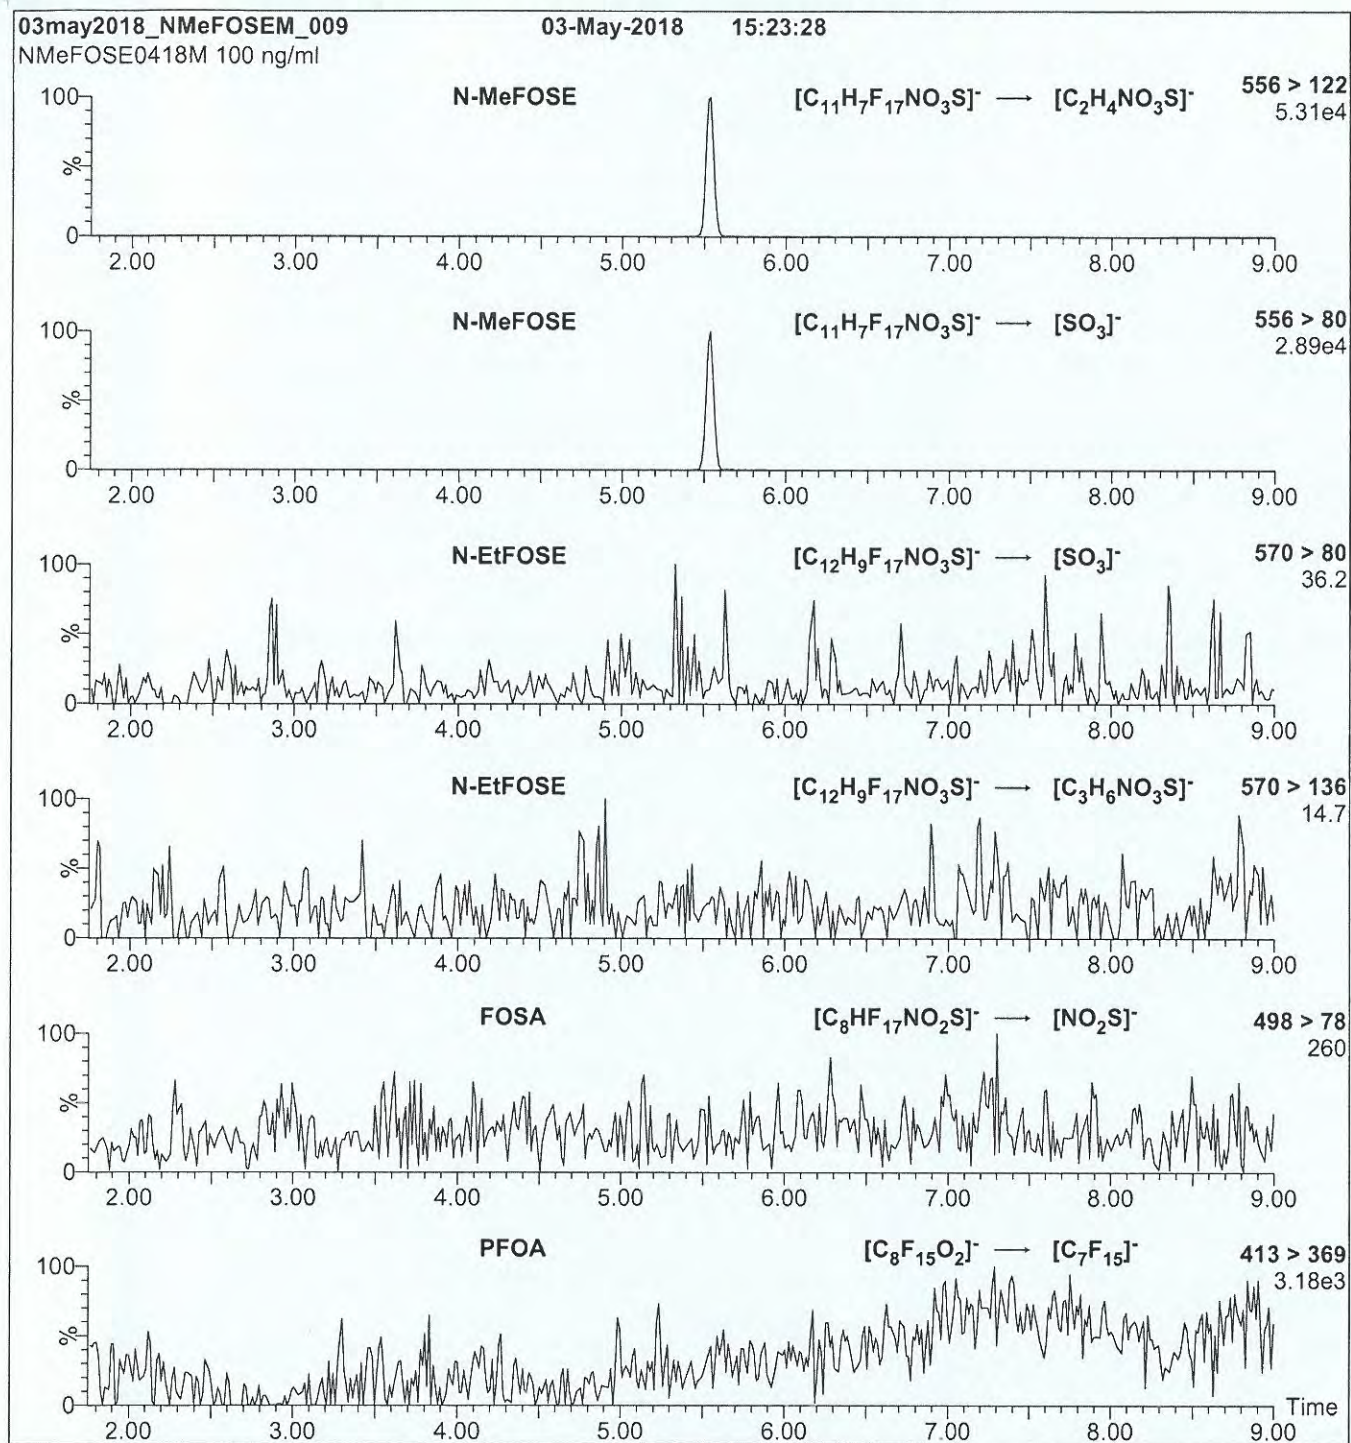 03may2018_NMeFOSEM_009 03-May-2018 15:23:28
NMeFOSE0418M 100 ng/ml
N-MeFOSE [C₁₁H₇F₁₇NO₃S]⁻ → [C₂H₄NO₃S]⁻ 556 > 122
5.31e4
100
%
0
2.00 3.00 4.00 5.00 6.00 7.00 8.00 9.00
N-MeFOSE [C₁₁H₇F₁₇NO₃S]⁻ → [SO₃]⁻ 556 > 80
2.89e4
100
%
0
2.00 3.00 4.00 5.00 6.00 7.00 8.00 9.00
N-EtFOSE [C₁₂H₉F₁₇NO₃S]⁻ → [SO₃]⁻ 570 > 80
36.2
100
%
0
2.00 3.00 4.00 5.00 6.00 7.00 8.00 9.00
N-EtFOSE [C₁₂H₉F₁₇NO₃S]⁻ → [C₃H₆NO₃S]⁻ 570 > 136
14.7
100
%
0
2.00 3.00 4.00 5.00 6.00 7.00 8.00 9.00
FOSA [C₈HF₁₇NO₂S]⁻ → [NO₂S]⁻ 498 > 78
260
100
%
0
2.00 3.00 4.00 5.00 6.00 7.00 8.00 9.00
PFOA [C₈F₁₅O₂]⁻ → [C₇F₁₅]⁻ 413 > 369
3.18e3
100
%
0
Time
2.00 3.00 4.00 5.00 6.00 7.00 8.00 9.00